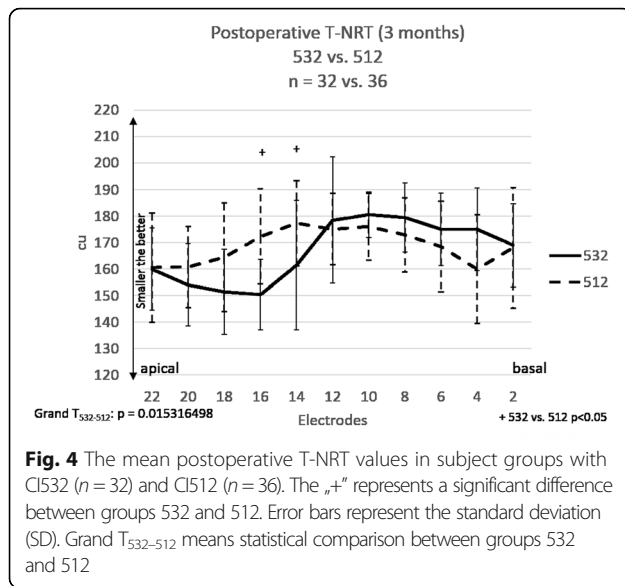 Postoperative T-NRT (3 months)
532 vs. 512
n = 32 vs. 36
220
210
200
190
180
170
160
150
140
130
120
cu
Smaller the better
+ +
532
512
apical basal
22 20 18 16 14 12 10 8 6 4 2
Grand T532-512: p = 0.015316498
Electrodes
+ 532 vs. 512 p<0.05
Fig. 4 The mean postoperative T-NRT values in subject groups with
CI532 (n = 32) and CI512 (n = 36). The „+" represents a significant difference
between groups 532 and 512. Error bars represent the standard deviation
(SD). Grand T532–512 means statistical comparison between groups 532
and 512